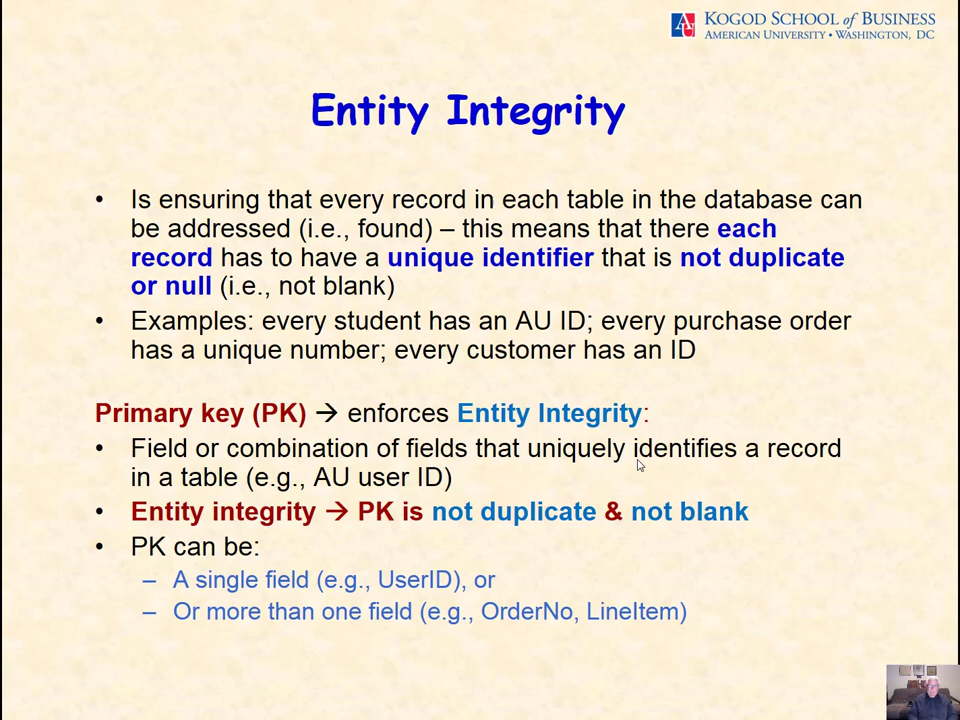 KOGOD SCHOOL of BUSINESS
AMERICAN UNIVERSITY • WASHINGTON, DC
Entity Integrity
• Is ensuring that every record in each table in the database can
be addressed (i.e., found) – this means that there each
record has to have a unique identifier that is not duplicate
or null (i.e., not blank)
• Examples: every student has an AU ID; every purchase order
has a unique number; every customer has an ID
Primary key (PK) → enforces Entity Integrity:
• Field or combination of fields that uniquely identifies a record
in a table (e.g., AU user ID)
• Entity integrity → PK is not duplicate & not blank
• PK can be:
– A single field (e.g., UserID), or
– Or more than one field (e.g., OrderNo, LineItem)